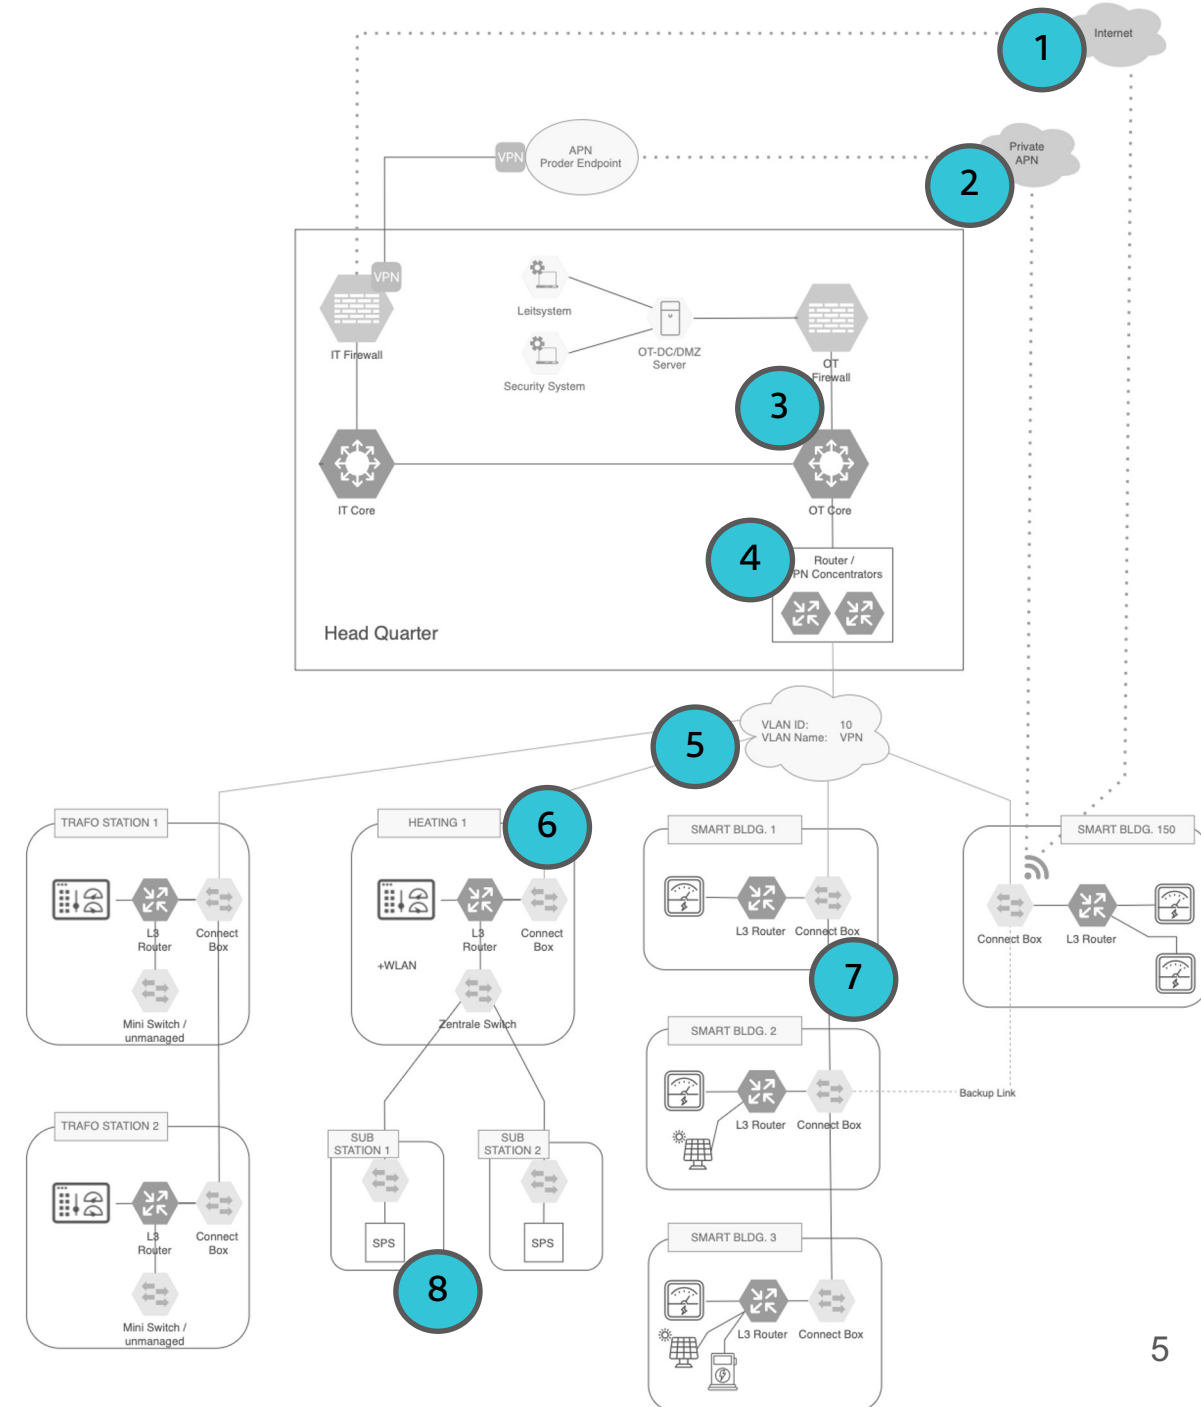 1
Internet
2
Private
APN
VPN
APN
Proder Endpoint
VPN
IT Firewall
Leitsystem
Security System
OT-DC/DMZ
Server
OT
Firewall
3
IT Core
OT Core
4
Router /
PN Concentrators
Head Quarter
5
VLAN ID: 10
VLAN Name: VPN
TRAFO STATION 1
L3
Router
Connect
Box
Mini Switch /
unmanaged
TRAFO STATION 2
L3
Router
Connect
Box
Mini Switch /
unmanaged
HEATING 1
6
L3
Router
Connect
Box
+WLAN
Zentrale Switch
SUB
STATION 1
SPS
SUB
STATION 2
SPS
8
SMART BLDG. 1
L3 Router
Connect Box
7
SMART BLDG. 2
L3 Router
Connect Box
Backup Link
SMART BLDG. 3
L3 Router
Connect Box
SMART BLDG. 150
Connect Box
L3 Router
5